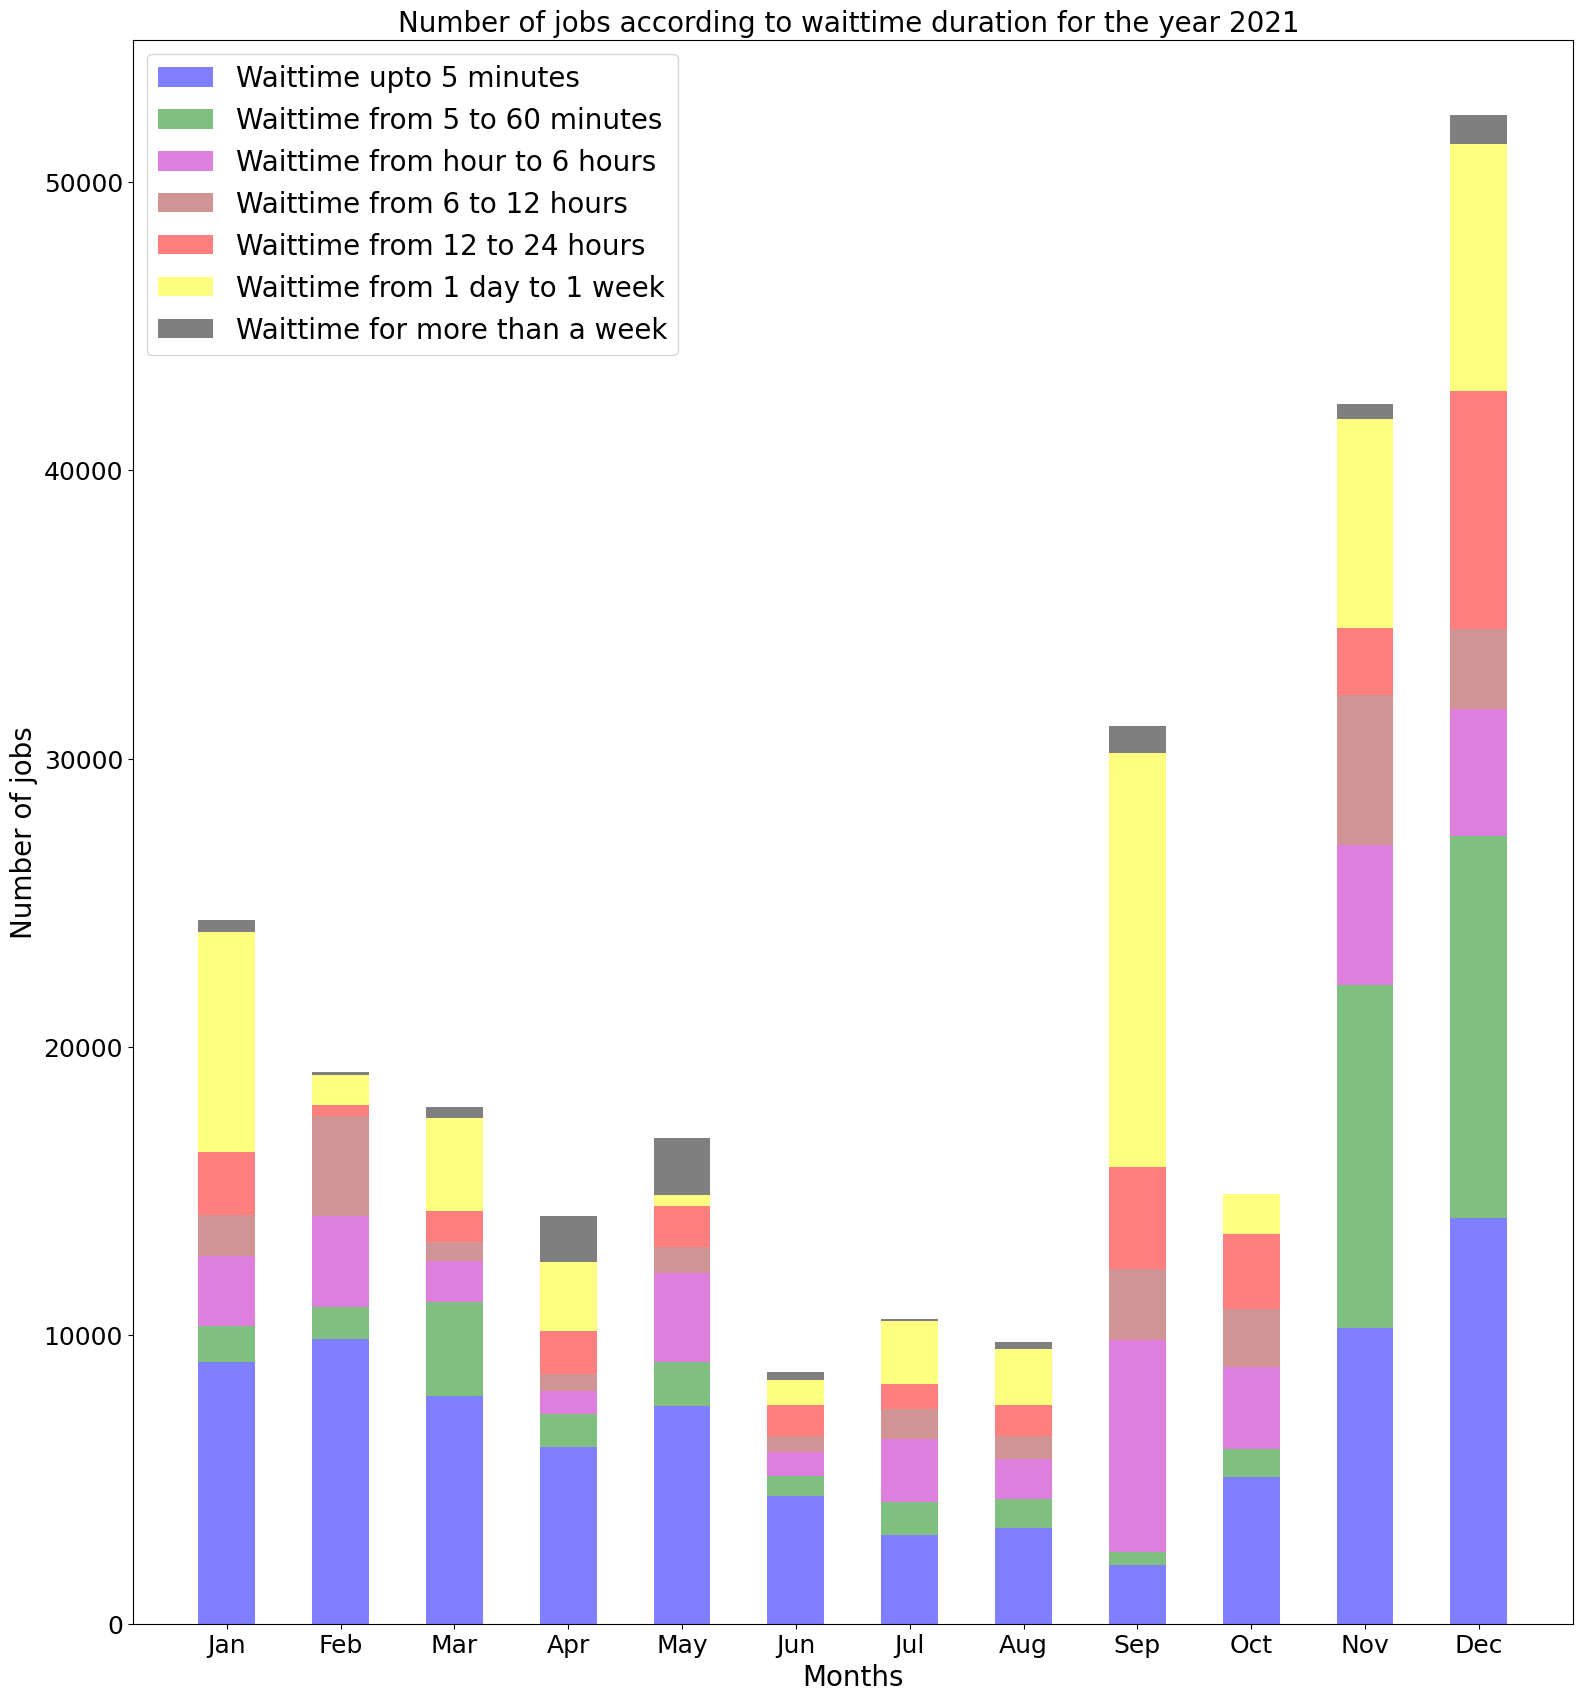 Number of jobs according to waittime duration for the year 2021
Waittime upto 5 minutes
Waittime from 5 to 60 minutes
Waittime from hour to 6 hours
Waittime from 6 to 12 hours
Waittime from 12 to 24 hours
Waittime from 1 day to 1 week
Waittime for more than a week
Number of jobs
50000
40000
30000
20000
10000
0
Jan Feb Mar Apr May Jun Jul Aug Sep Oct Nov Dec
Months